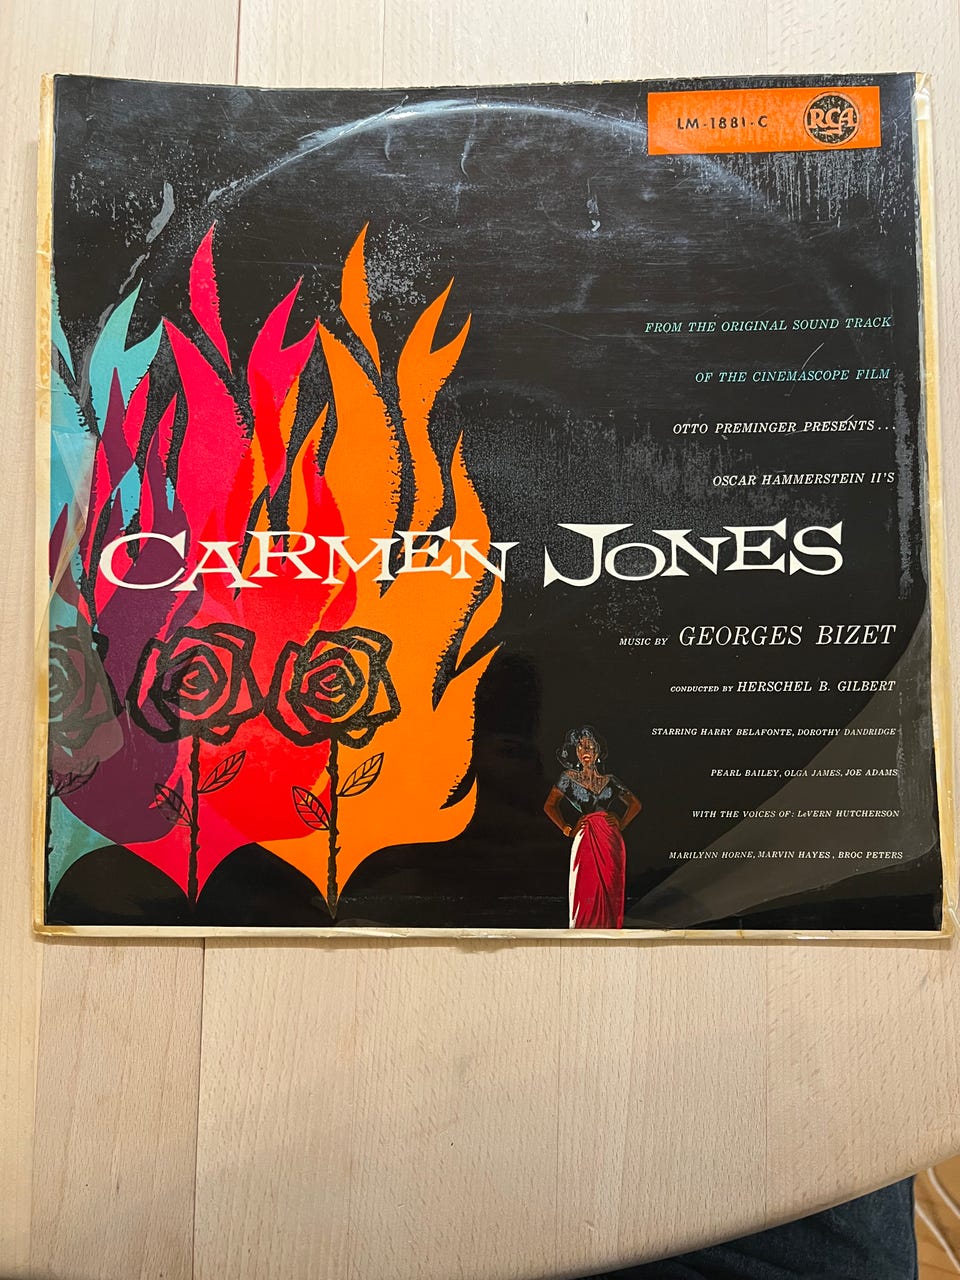 LM-1881-C RCA
FROM THE ORIGINAL SOUND TRACK
OF THE CINEMASCOPE FILM
OTTO PREMINGER PRESENTS...
OSCAR HAMMERSTEIN II'S
CARMEN JONES
MUSIC BY GEORGES BIZET
CONDUCTED BY HERSCHEL B. GILBERT
STARRING HARRY BELAFONTE, DOROTHY DANDRIDGE
PEARL BAILEY, OLGA JAMES, JOE ADAMS
WITH THE VOICES OF: LeVERN HUTCHERSON
MARILYNN HORNE, MARVIN HAYES, BROC PETERS